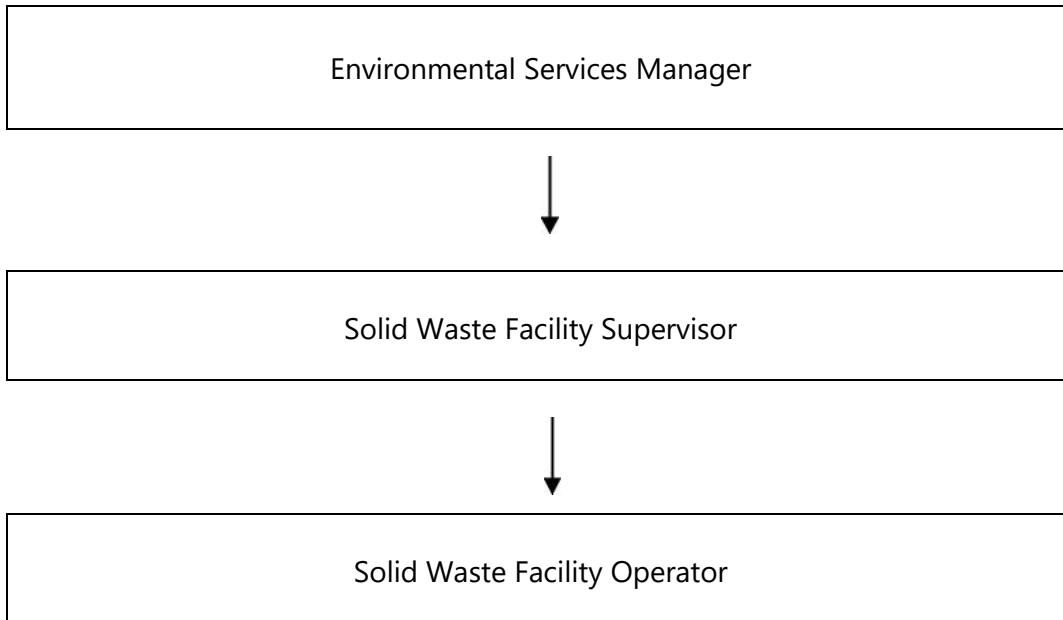 Environmental Services Manager
Solid Waste Facility Supervisor
Solid Waste Facility Operator